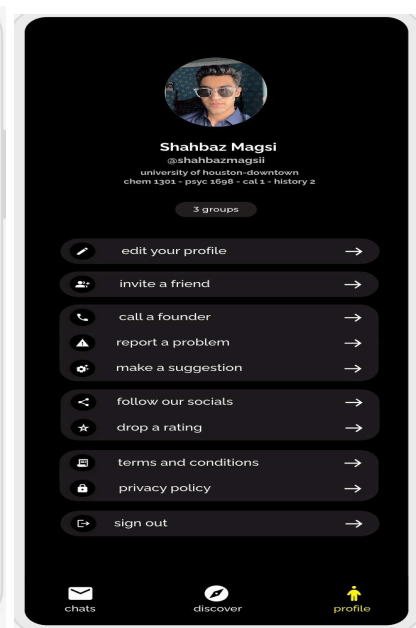 Shahbaz Magsi
@shahbazmagsii
university of houston-downtown
chem 1301 - psyc 1698 - cal 1 - history 2
3 groups
edit your profile
invite a friend
call a founder
report a problem
make a suggestion
follow our socials
drop a rating
terms and conditions
privacy policy
sign out
chats discover profile